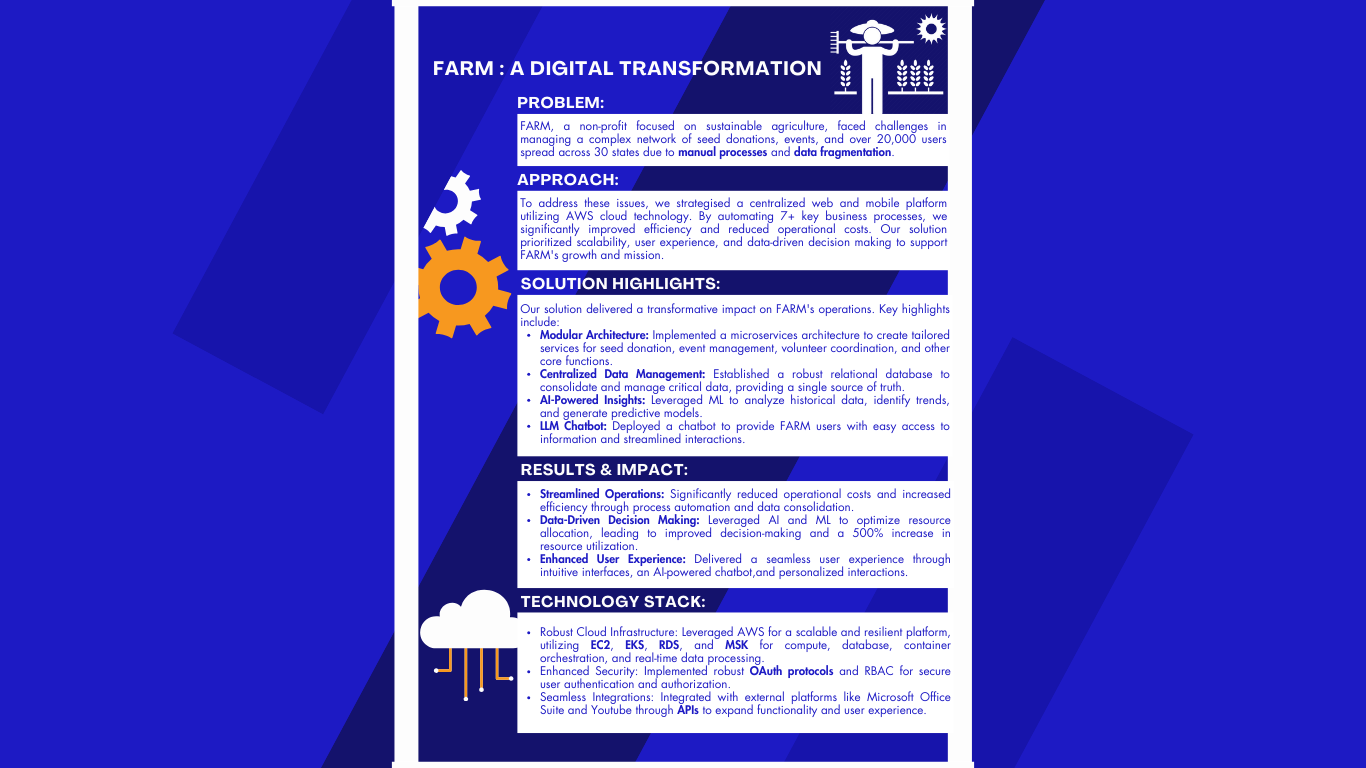 FARM : A DIGITAL TRANSFORMATION
PROBLEM:
FARM, a non-profit focused on sustainable agriculture, faced challenges in
managing a complex network of seed donations, events, and over 20,000 users
spread across 30 states due to manual processes and data fragmentation.
APPROACH:
To address these issues, we strategised a centralized web and mobile platform
utilizing AWS cloud technology. By automating 7+ key business processes, we
significantly improved efficiency and reduced operational costs. Our solution
prioritized scalability, user experience, and data-driven decision making to support
FARM's growth and mission.
SOLUTION HIGHLIGHTS:
Our solution delivered a transformative impact on FARM's operations. Key highlights
include:
• Modular Architecture: Implemented a microservices architecture to create tailored
services for seed donation, event management, volunteer coordination, and other
core functions.
• Centralized Data Management: Established a robust relational database to
consolidate and manage critical data, providing a single source of truth.
• AI-Powered Insights: Leveraged ML to analyze historical data, identify trends,
and generate predictive models.
• LLM Chatbot: Deployed a chatbot to provide FARM users with easy access to
information and streamlined interactions.
RESULTS & IMPACT:
• Streamlined Operations: Significantly reduced operational costs and increased
efficiency through process automation and data consolidation.
• Data-Driven Decision Making: Leveraged AI and ML to optimize resource
allocation, leading to improved decision-making and a 500% increase in
resource utilization.
• Enhanced User Experience: Delivered a seamless user experience through
intuitive interfaces, an AI-powered chatbot,and personalized interactions.
TECHNOLOGY STACK:
• Robust Cloud Infrastructure: Leveraged AWS for a scalable and resilient platform,
utilizing EC2, EKS, RDS, and MSK for compute, database, container
orchestration, and real-time data processing.
• Enhanced Security: Implemented robust OAuth protocols and RBAC for secure
user authentication and authorization.
• Seamless Integrations: Integrated with external platforms like Microsoft Office
Suite and Youtube through APIs to expand functionality and user experience.